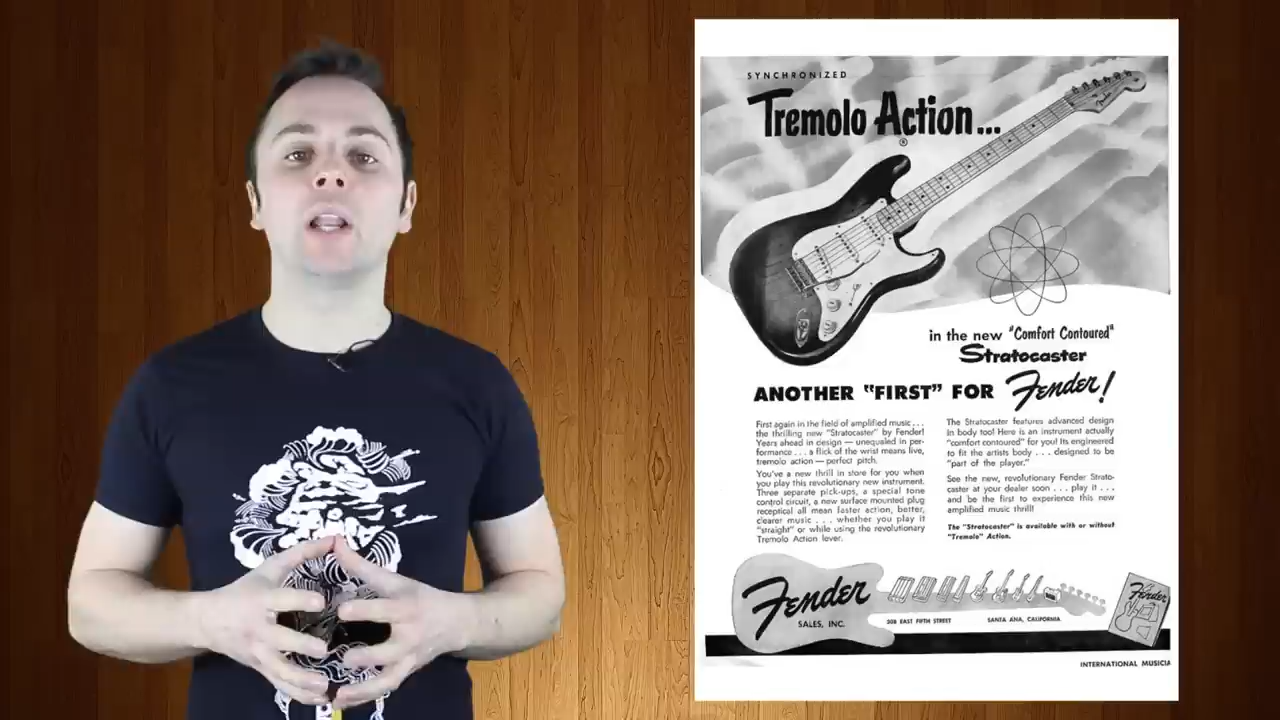 SYNCHRONIZED
Tremolo Action...
®
in the new "Comfort Contoured"
Stratocaster
ANOTHER "FIRST" FOR Fender!
First again in the field of amplified music...
the thrilling new "Stratocaster" by Fender!
Years ahead in design — unequaled in per-
formance . . . a flick of the wrist means live,
tremolo action — perfect pitch.
You've a new thrill in store for you when
you play this revolutionary new instrument.
Three separate pick-ups, a special tone
control circuit, a new surface mounted plug
receptical all mean faster action, better,
clearer music . . . whether you play it
"straight" or while using the revolutionary
Tremolo Action lever.
The Stratocaster features advanced design
in body too! Here is an instrument actually
"comfort contoured" for you! Its engineered
to fit the artists body . . . designed to be
"part of the player."
See the new, revolutionary Fender Strato-
caster at your dealer soon . . . play it . . .
and be the first to experience this new
amplified music thrill!
The "Stratocaster" is available with or without
"Tremolo" Action.
Fender
SALES, INC.
308 EAST FIFTH STREET
SANTA ANA, CALIFORNIA
Fender
INTERNATIONAL MUSICIA